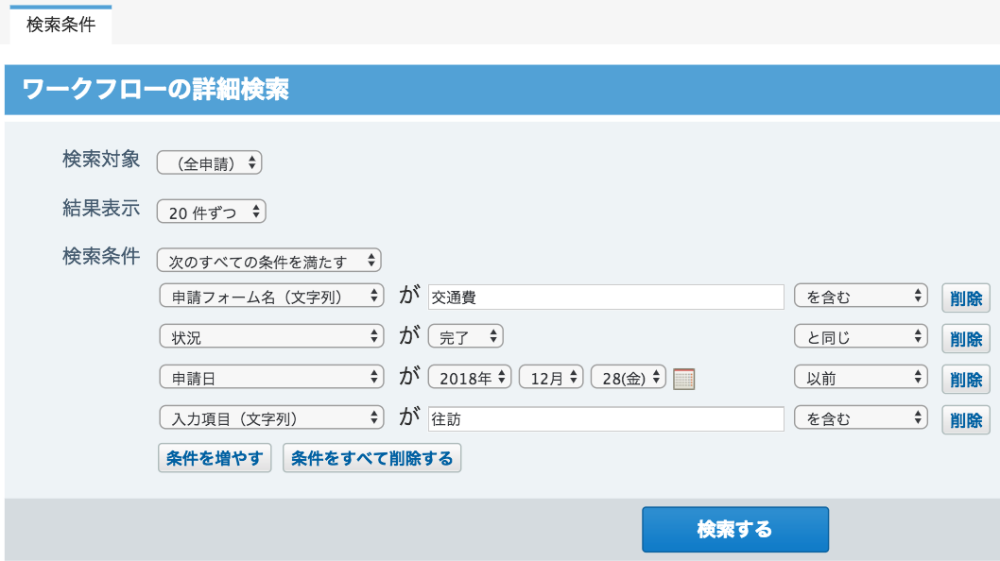 検索条件
ワークフローの詳細検索
検索対象 （全申請）
結果表示 20 件ずつ
検索条件 次のすべての条件を満たす
申請フォーム名（文字列） が 交通費 を含む 削除
状況 が 完了 と同じ 削除
申請日 が 2018年 12月 28(金) 以前 削除
入力項目（文字列） が 往訪 を含む 削除
条件を増やす 条件をすべて削除する
検索する